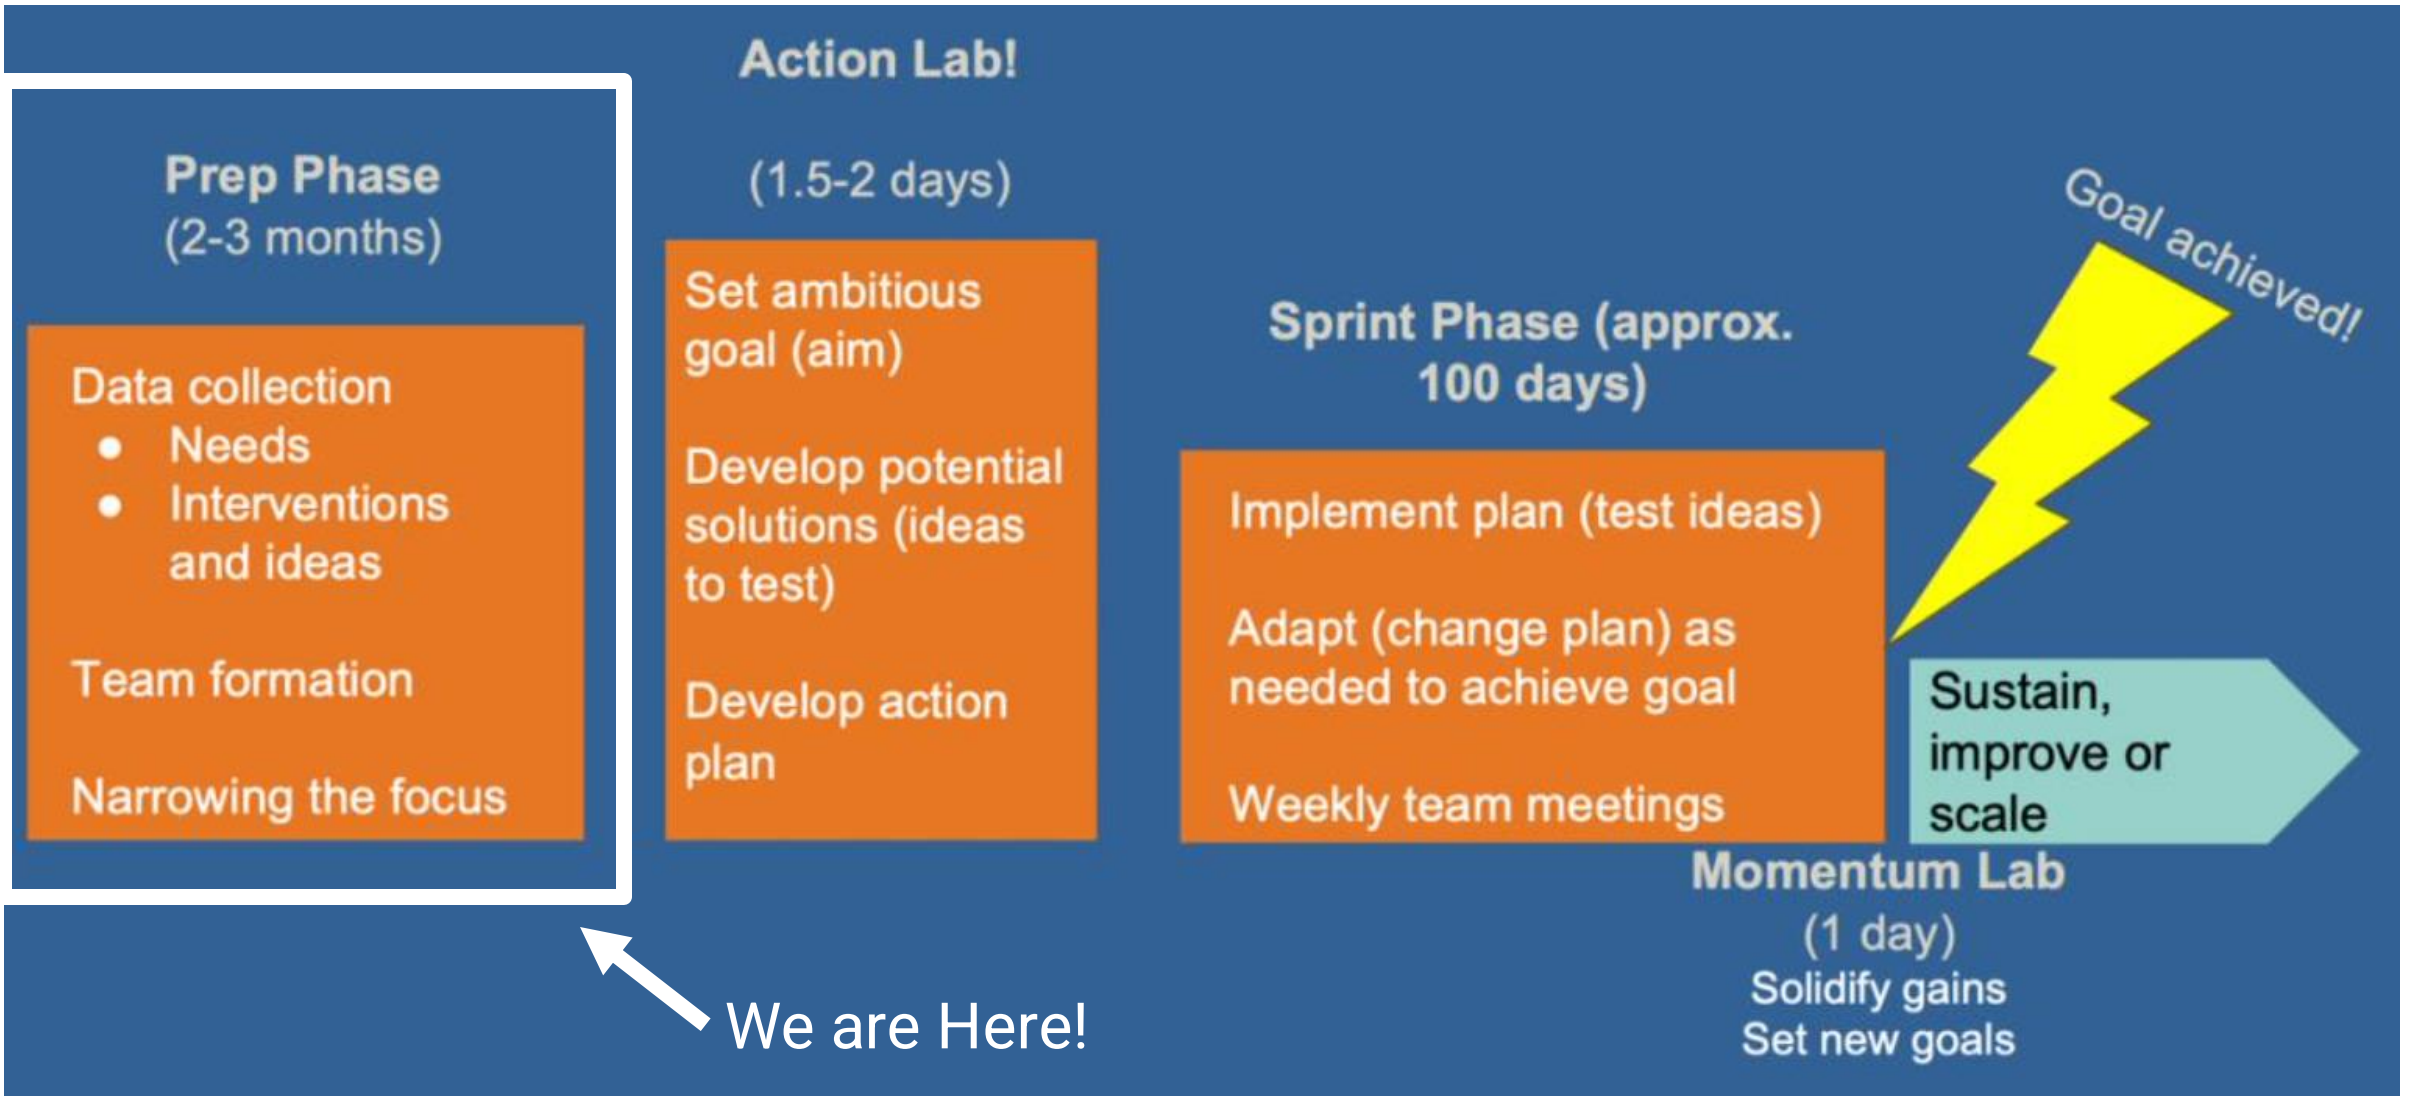 Prep Phase
(2-3 months)
Data collection
● Needs
● Interventions
and ideas
Team formation
Narrowing the focus
Action Lab!
(1.5-2 days)
Set ambitious
goal (aim)
Develop potential
solutions (ideas
to test)
Develop action
plan
Sprint Phase (approx.
100 days)
Implement plan (test ideas)
Adapt (change plan) as
needed to achieve goal
Weekly team meetings
Goal achieved!
Sustain,
improve or
scale
Momentum Lab
(1 day)
Solidify gains
Set new goals
We are Here!